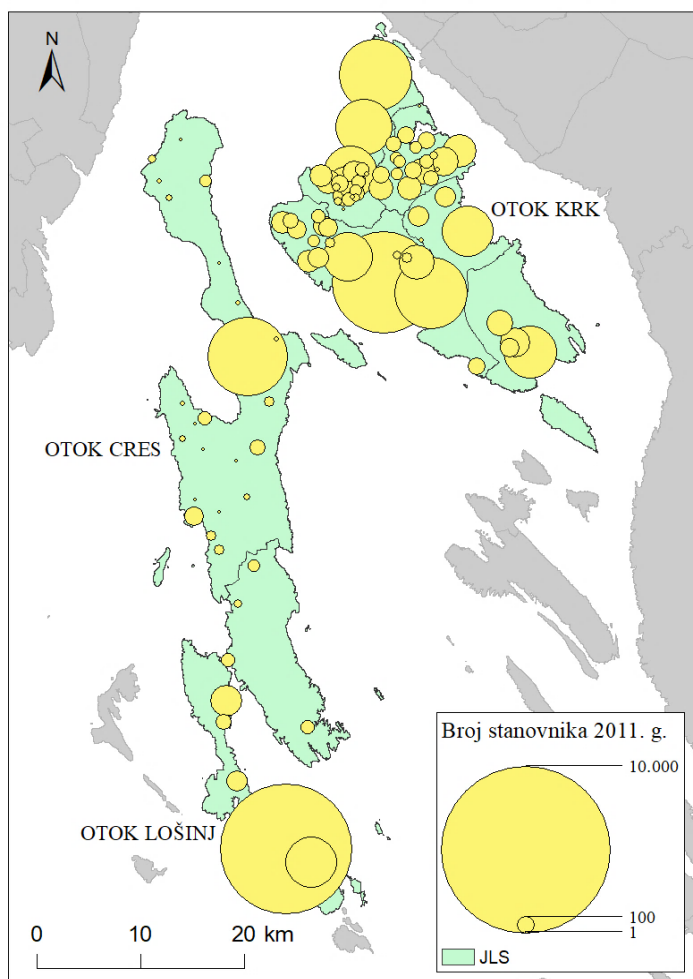 N
OTOK KRK
OTOK CRES
OTOK LOŠINJ
Broj stanovnika 2011. g.
10.000
100
1
JLS
0 10 20 km